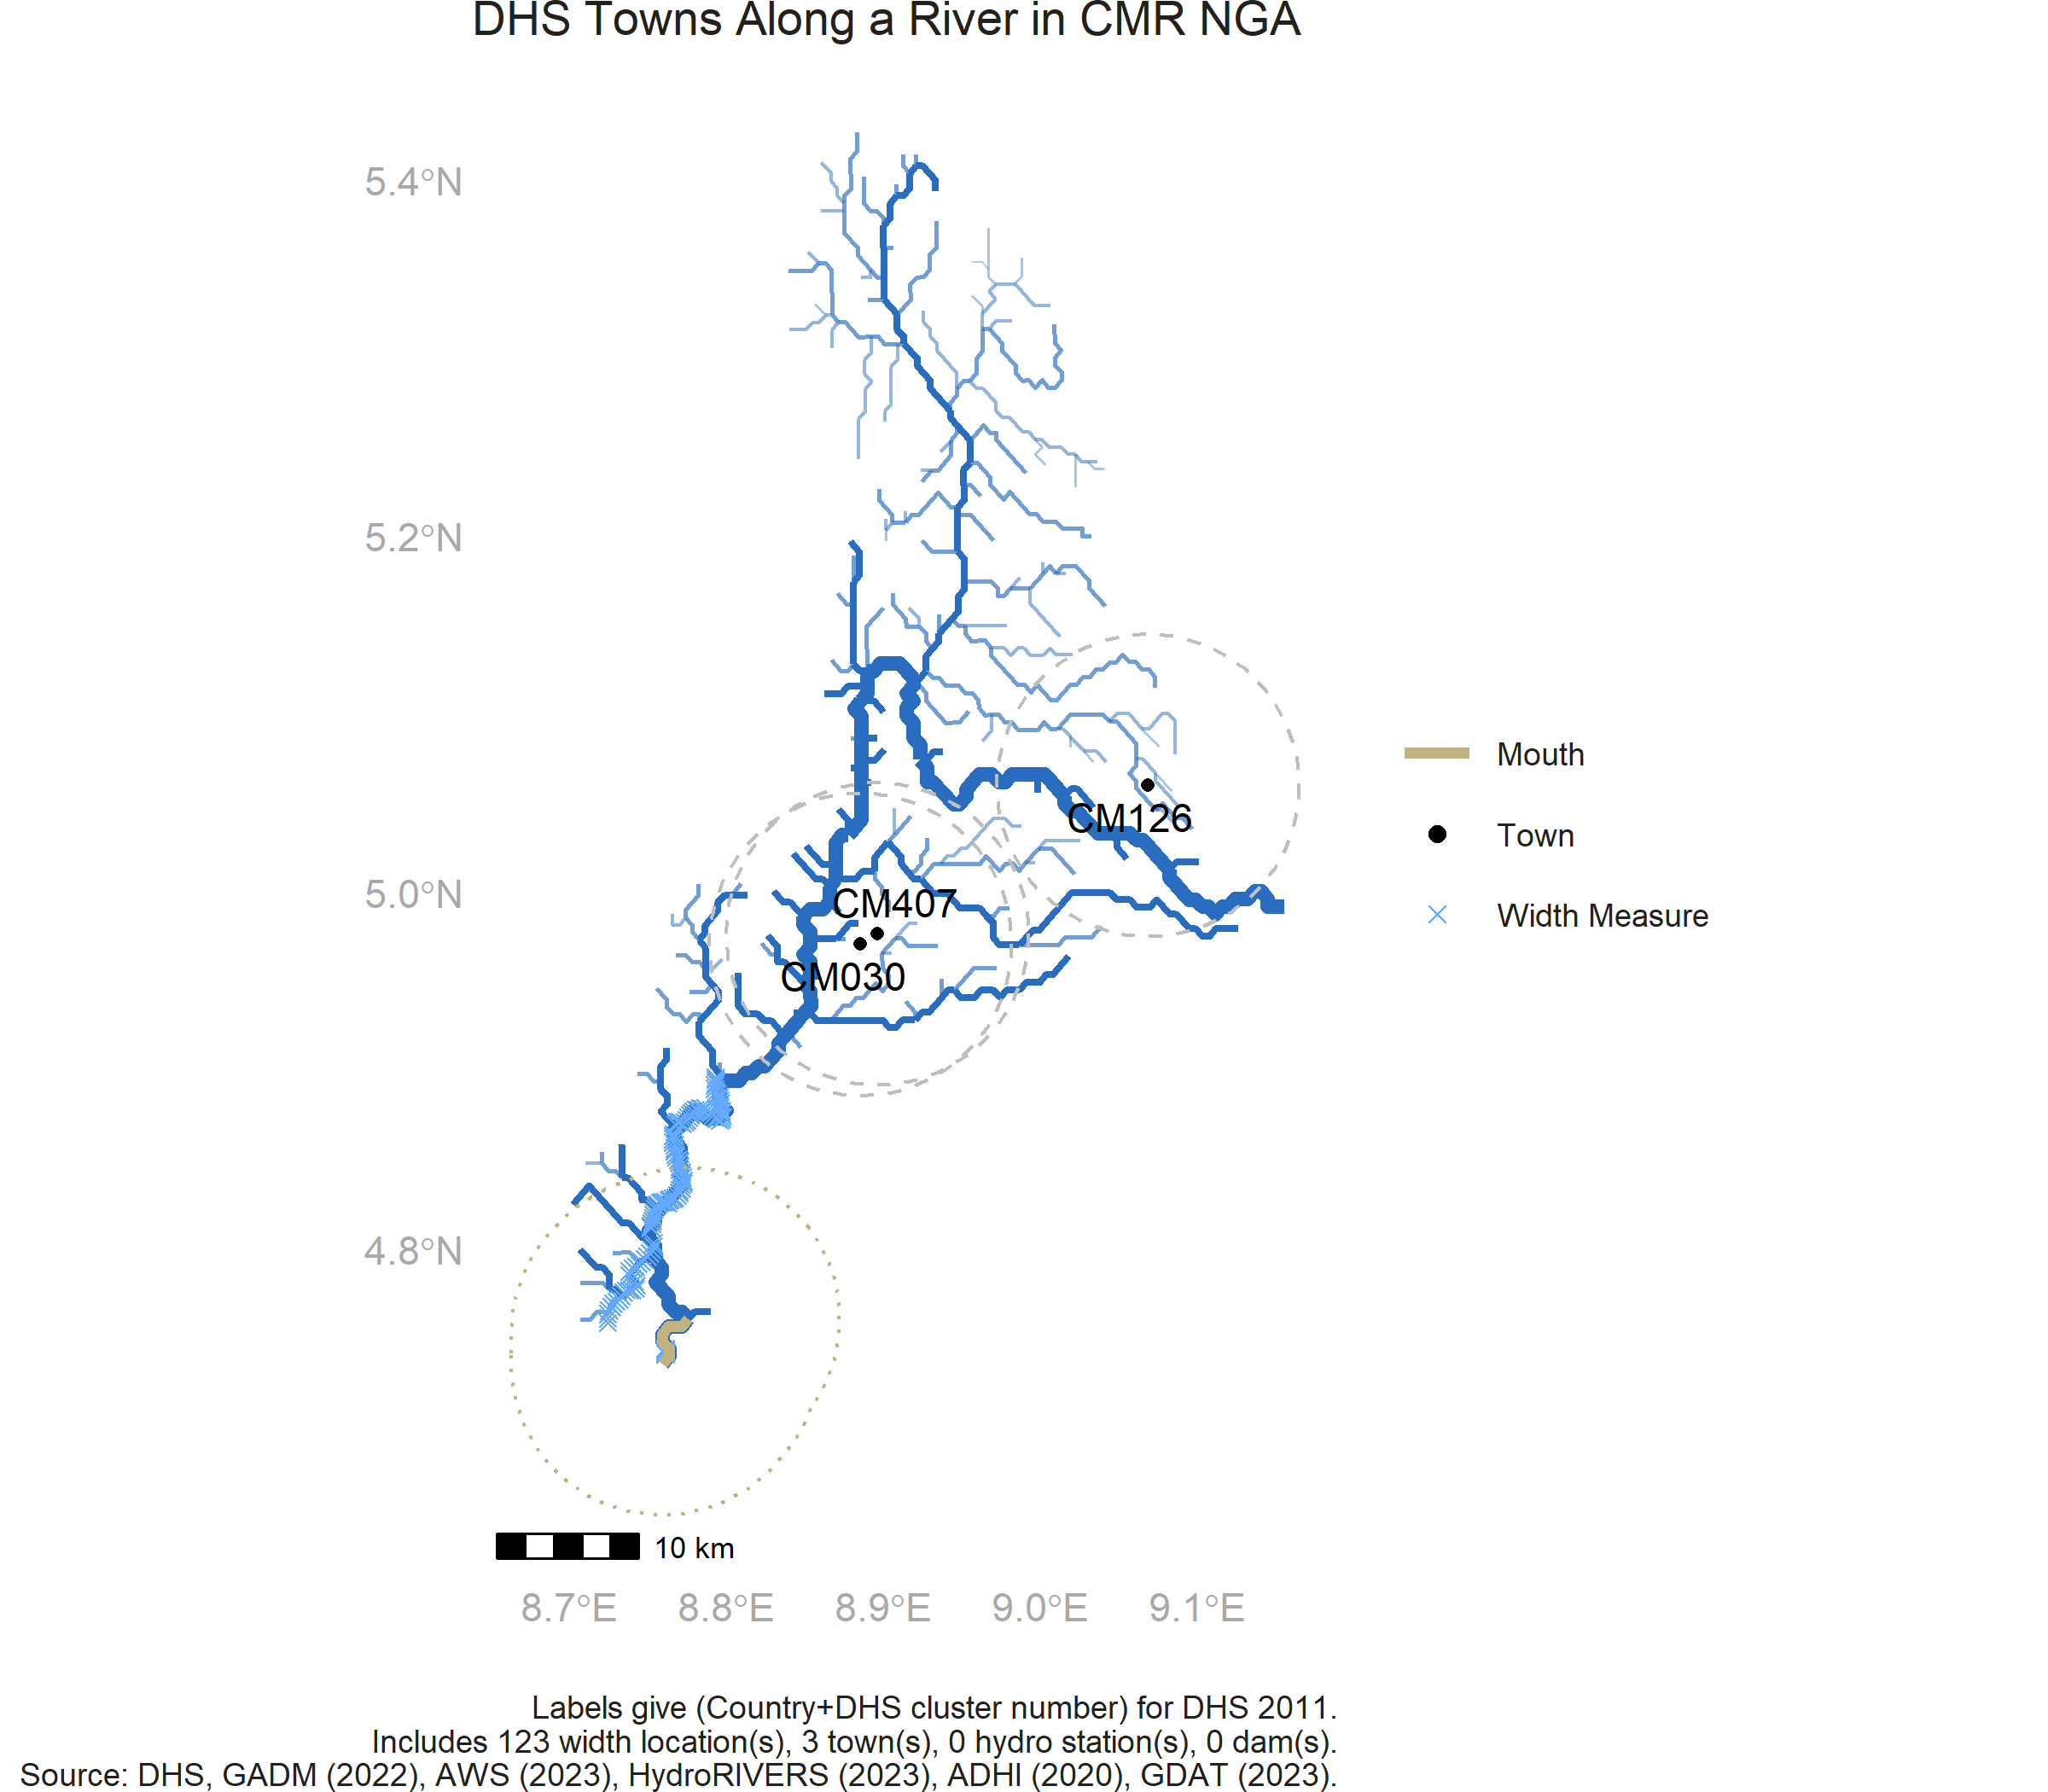 DHS Towns Along a River in CMR NGA
5.4°N
5.2°N
5.0°N
4.8°N
CM126
CM407
CM030
Mouth
Town
Width Measure
10 km
8.7°E 8.8°E 8.9°E 9.0°E 9.1°E
Labels give (Country+DHS cluster number) for DHS 2011.
Includes 123 width location(s), 3 town(s), 0 hydro station(s), 0 dam(s).
Source: DHS, GADM (2022), AWS (2023), HydroRIVERS (2023), ADHI (2020), GDAT (2023).